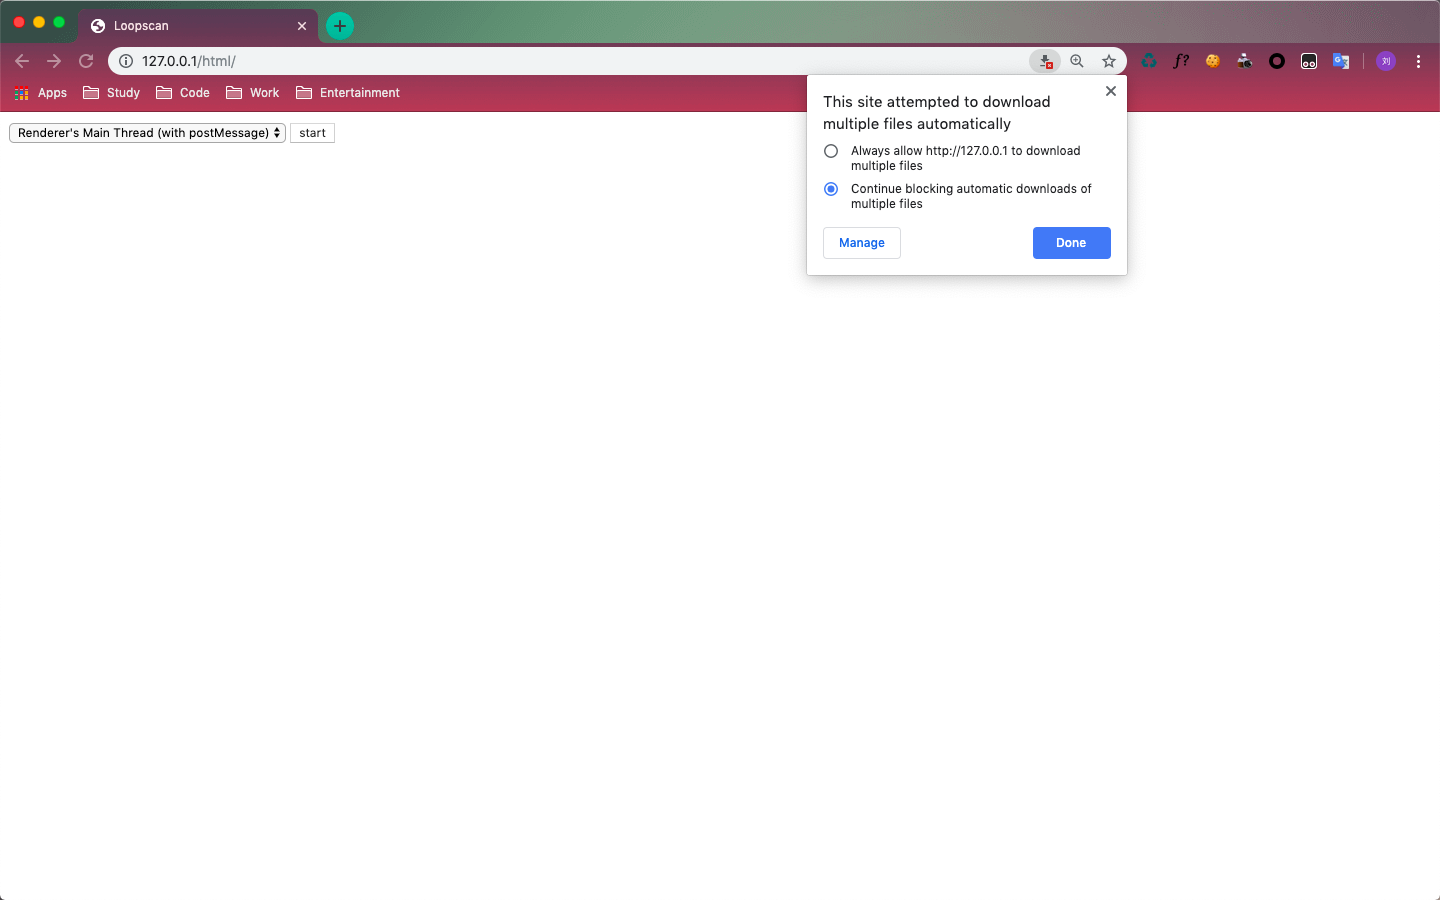 Loopscan
127.0.0.1/html/
f?
刘
Apps Study Code Work Entertainment
Renderer's Main Thread (with postMessage) start
This site attempted to download
multiple files automatically
Always allow http://127.0.0.1 to download
multiple files
Continue blocking automatic downloads of
multiple files
Manage Done